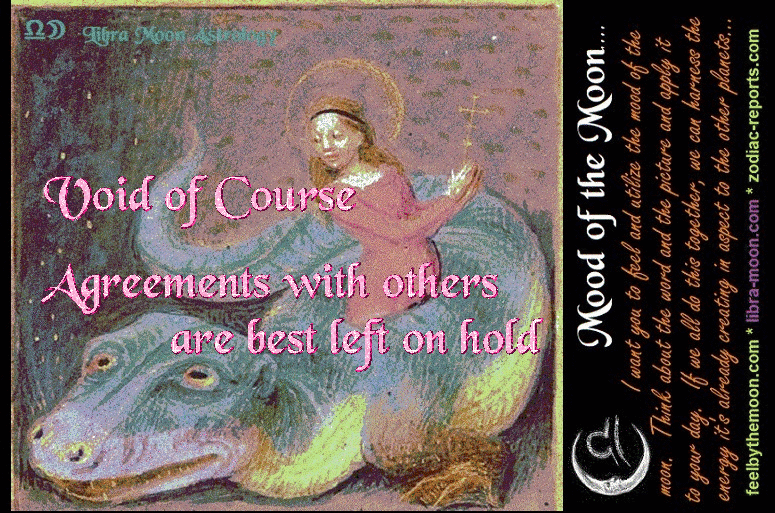 ♎☽ Libra Moon Astrology
Void of Course
Agreements with others
are best left on hold
Mood of the Moon....
I want you to feel and utilize the mood of the
moon. Think about the word and the picture and apply it
to your day. If we all do this together, we can harness the
energy it's already creating in aspect to the other planets...
feelbythemoon.com * libra-moon.com * zodiac-reports.com